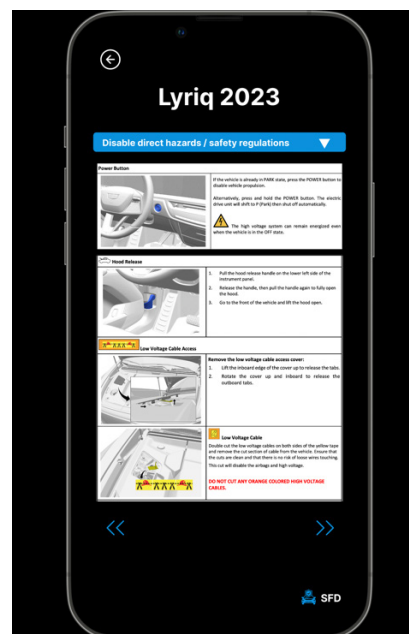 Lyriq 2023
Disable direct hazards / safety regulations
Power Button
If the vehicle is already in PARK state, press the POWER button to
disable vehicle propulsion.
Alternatively, press and hold the POWER button. The electric
drive unit will shift to P (Park) then shut off automatically.
The high voltage system can remain energized even
when the vehicle is in the OFF state.
Hood Release
1. Pull the hood release handle on the lower left side of the
instrument panel.
2. Release the handle, then pull the handle again to fully open
the hood.
3. Go to the front of the vehicle and lift the hood open.
Low Voltage Cable Access
Remove the low voltage cable access cover:
1. Lift the inboard edge of the cover up to release the tabs.
2. Rotate the cover up and inboard to release the
outboard tabs.
Low Voltage Cable
Double cut the low voltage cables on both sides of the yellow tape
and remove the cut section of cable from the vehicle. Ensure that
the cuts are clean and that there is no risk of loose wires touching.
This cut will disable the airbags and high voltage.
DO NOT CUT ANY ORANGE COLORED HIGH VOLTAGE
CABLES.
SFD